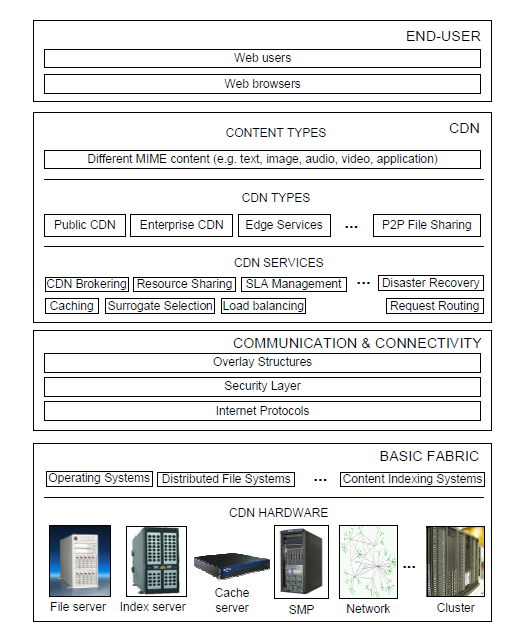 END-USER
Web users
Web browsers
CDN
CONTENT TYPES
Different MIME content (e.g. text, image, audio, video, application)
CDN TYPES
Public CDN Enterprise CDN Edge Services ... P2P File Sharing
CDN SERVICES
CDN Brokering Resource Sharing SLA Management ... Disaster Recovery
Caching Surrogate Selection Load balancing Request Routing
COMMUNICATION & CONNECTIVITY
Overlay Structures
Security Layer
Internet Protocols
BASIC FABRIC
Operating Systems Distributed File Systems ... Content Indexing Systems
CDN HARDWARE
...
File server Index server Cache server SMP Network Cluster